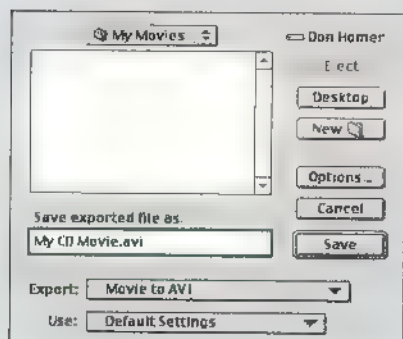 My Movies
Don Homer
Eject
Desktop
New
Options...
Cancel
Save exported file as.
My CD Movie.avi
Save
Export: Movie to AVI
Use: Default Settings